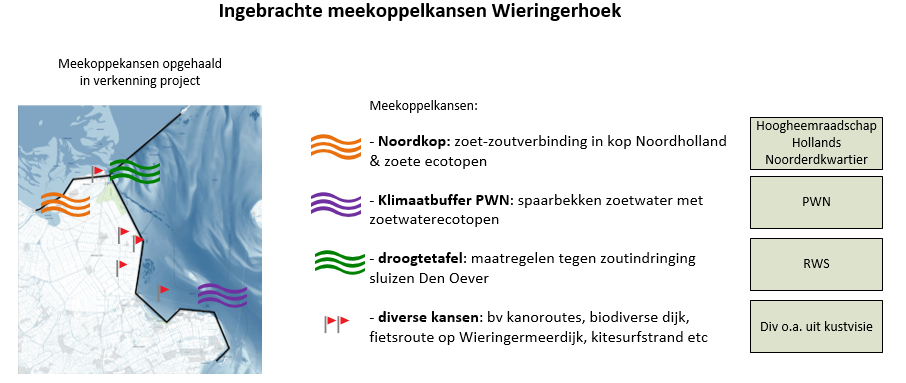 Ingebrachte meekoppelkansen Wieringerhoek
Meekoppekansen opgehaald
in verkenning project
Meekoppelkansen:
- Noordkop: zoet-zoutverbinding in kop Noordholland
& zoete ecotopen
Hoogheemraadschap
Hollands
Noorderdkwartier
- Klimaatbuffer PWN: spaarbekken zoetwater met
zoetwaterecotopen
PWN
- droogtetafel: maatregelen tegen zoutindringing
sluizen Den Oever
RWS
- diverse kansen: bv kanoroutes, biodiverse dijk,
fietsroute op Wieringermeerdijk, kitesurfstrand etc
Div o.a. uit kustvisie